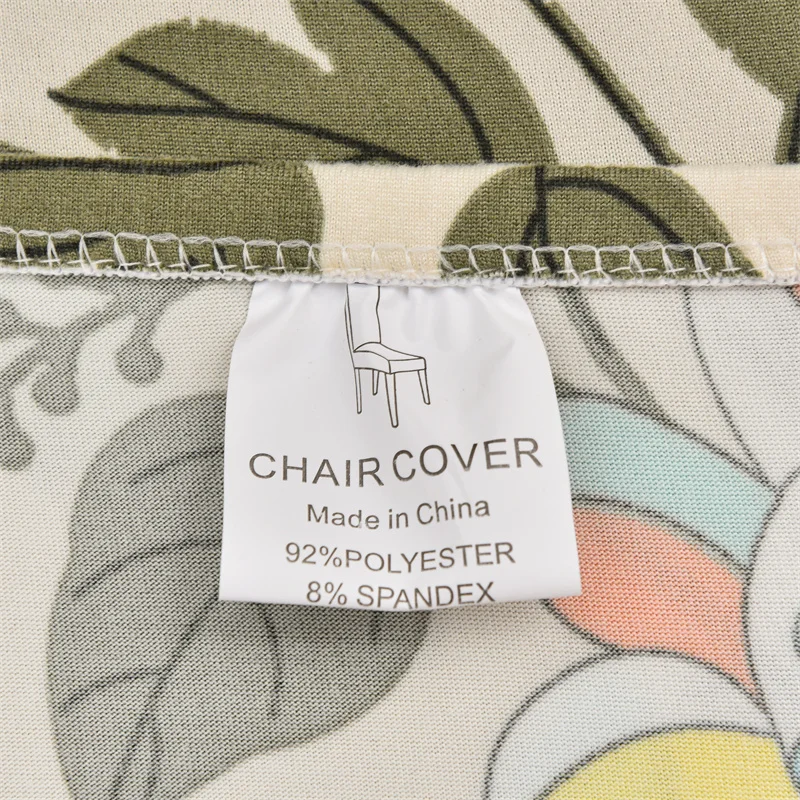 CHAIR COVER
Made in China
92%POLYESTER
8% SPANDEX